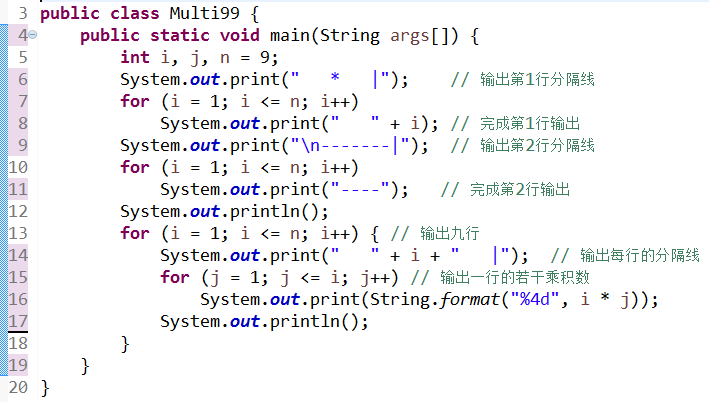 3 public class Multi99 {
4     public static void main(String args[]) {
5         int i, j, n = 9;
6         System.out.print("   *   |");    // 输出第1行分隔线
7         for (i = 1; i <= n; i++)
8             System.out.print("   " + i); // 完成第1行输出
9         System.out.print("\n-------|");  // 输出第2行分隔线
10         for (i = 1; i <= n; i++)
11             System.out.print("----");   // 完成第2行输出
12         System.out.println();
13         for (i = 1; i <= n; i++) { // 输出九行
14             System.out.print("   " + i + "   |");  // 输出每行的分隔线
15             for (j = 1; j <= i; j++) // 输出一行的若干乘积数
16                 System.out.print(String.format("%4d", i * j));
17             System.out.println();
18         }
19     }
20 }